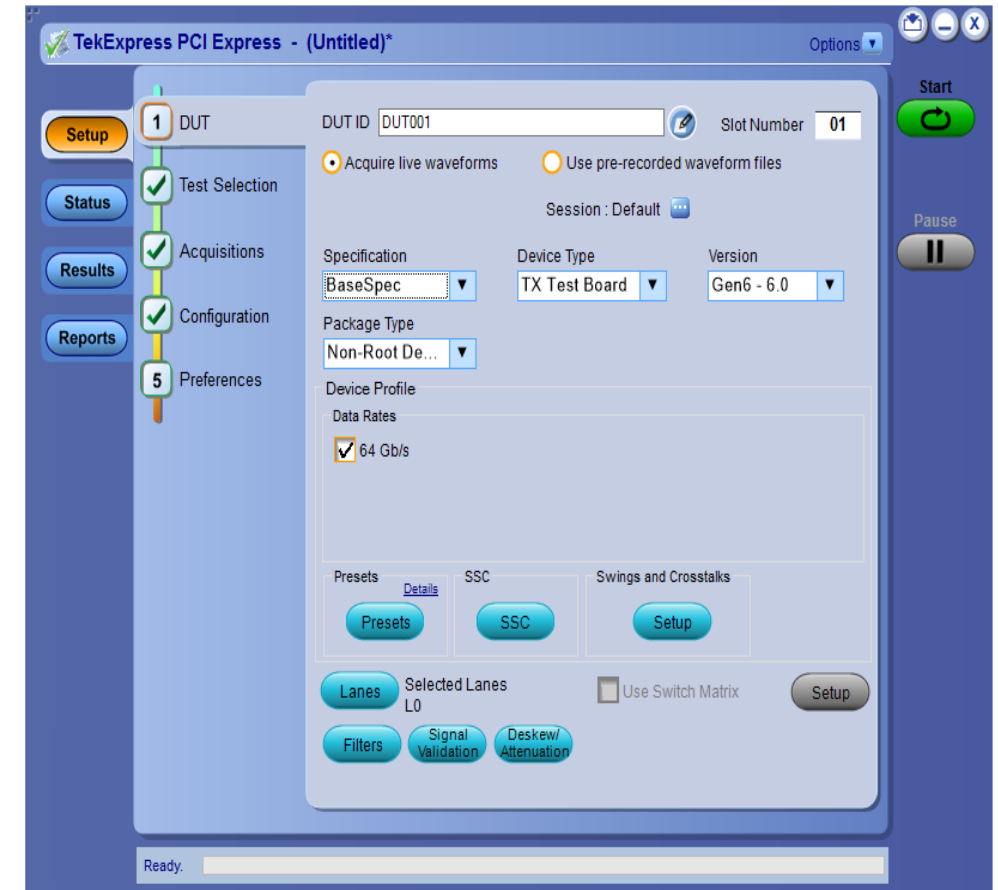 TekExpress PCI Express - (Untitled)*
Options
X
Start
Pause
Setup
Status
Results
Reports
1 DUT
Test Selection
Acquisitions
Configuration
5 Preferences
DUT ID DUT001 Slot Number 01
Acquire live waveforms Use pre-recorded waveform files
Session : Default ...
Specification Device Type Version
BaseSpec TX Test Board Gen6 - 6.0
Package Type
Non-Root De...
Device Profile
Data Rates
64 Gb/s
Presets Details SSC Swings and Crosstalks
Presets SSC Setup
Lanes Selected Lanes Use Switch Matrix Setup
L0
Filters Signal Validation Deskew/ Attenuation
Ready.